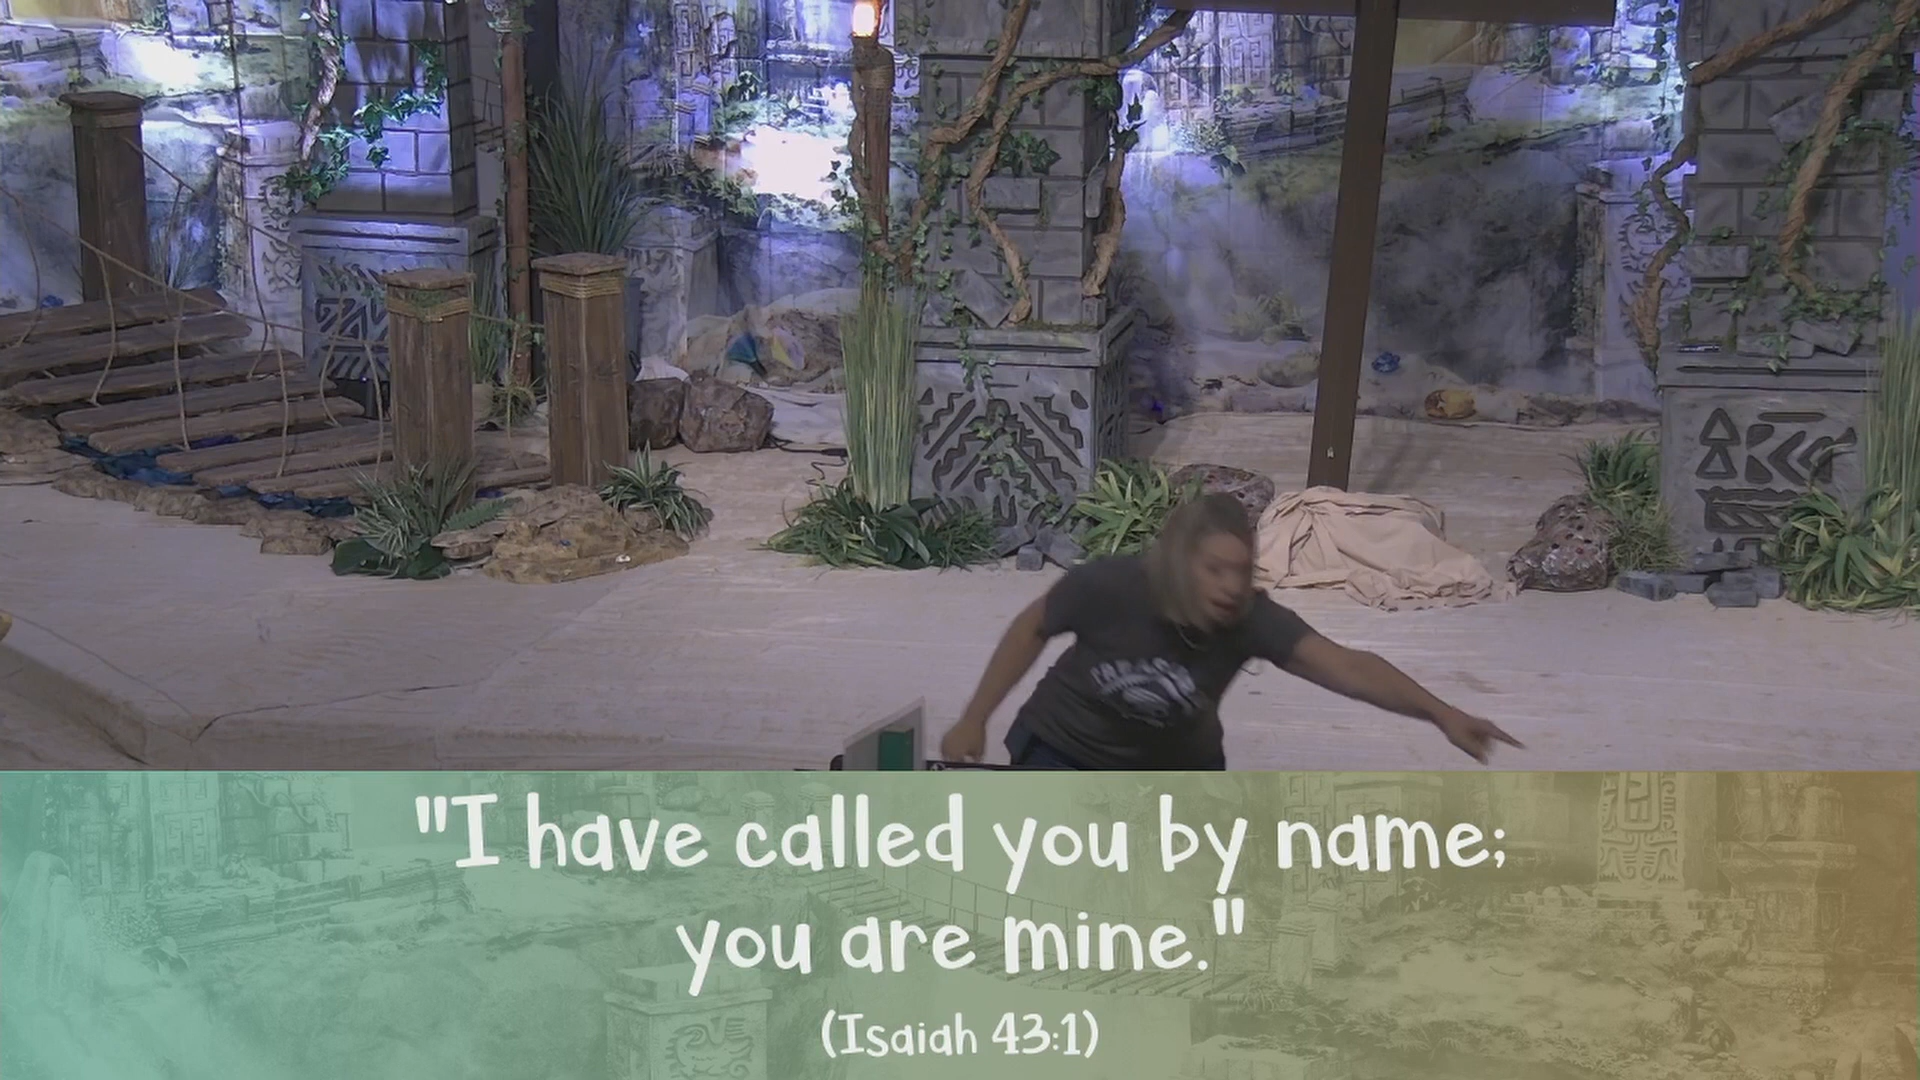 "I have called you by name;
you are mine."
(Isaiah 43:1)